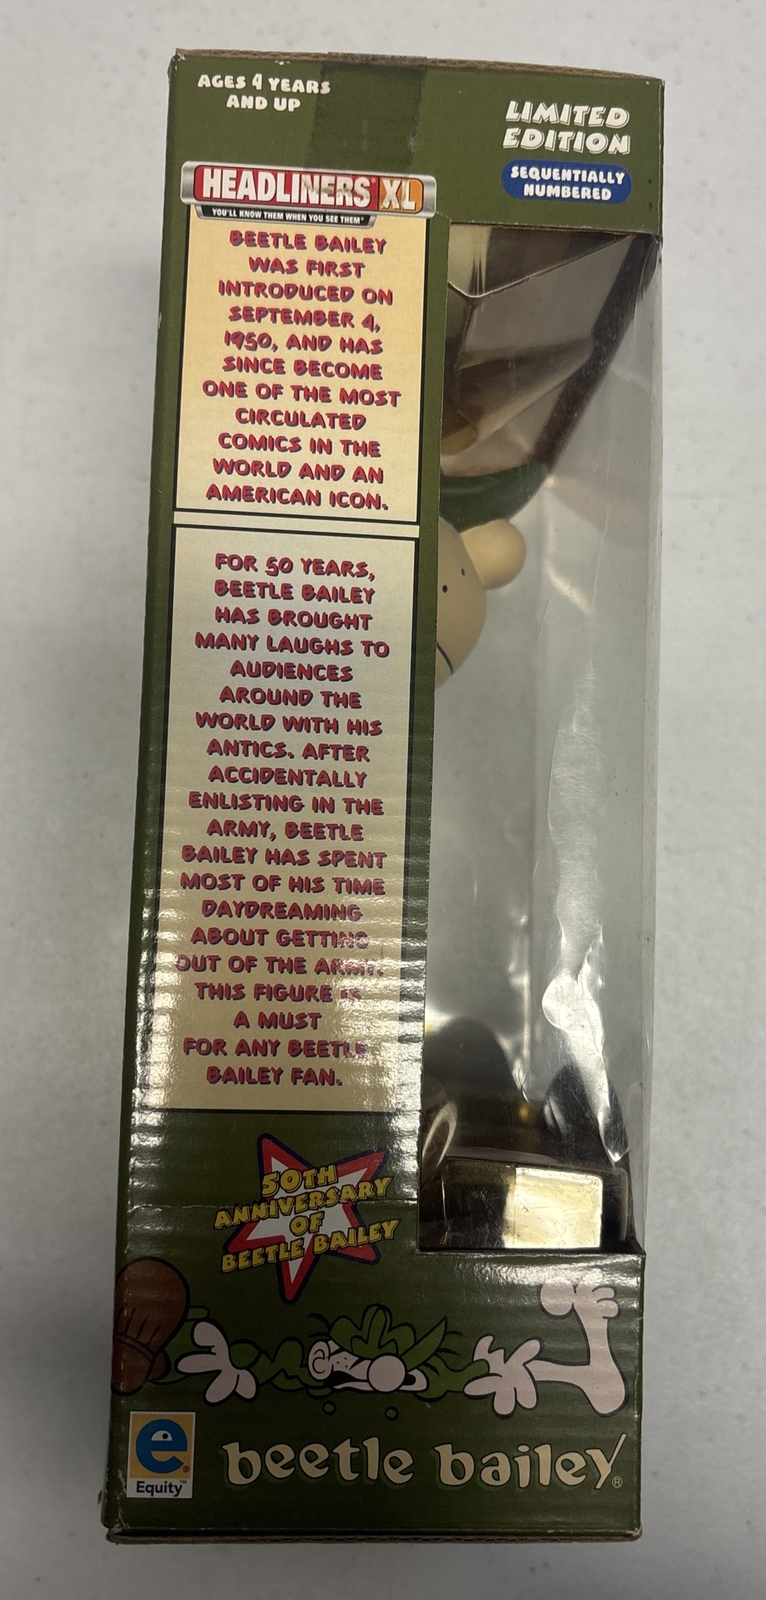 AGES 4 YEARS
AND UP
LIMITED
EDITION
SEQUENTIALLY
NUMBERED
HEADLINERS® XL
YOU'LL KNOW THEM WHEN YOU SEE THEM™
BEETLE BAILEY
WAS FIRST
INTRODUCED ON
SEPTEMBER 4,
1950, AND HAS
SINCE BECOME
ONE OF THE MOST
CIRCULATED
COMICS IN THE
WORLD AND AN
AMERICAN ICON.
FOR 50 YEARS,
BEETLE BAILEY
HAS BROUGHT
MANY LAUGHS TO
AUDIENCES
AROUND THE
WORLD WITH HIS
ANTICS. AFTER
ACCIDENTALLY
ENLISTING IN THE
ARMY, BEETLE
BAILEY HAS SPENT
MOST OF HIS TIME
DAYDREAMING
ABOUT GETTING
OUT OF THE ARMY.
THIS FIGURE IS
A MUST
FOR ANY BEETLE
BAILEY FAN.
50TH
ANNIVERSARY
OF
BEETLE BAILEY
e®
Equity™
beetle bailey®